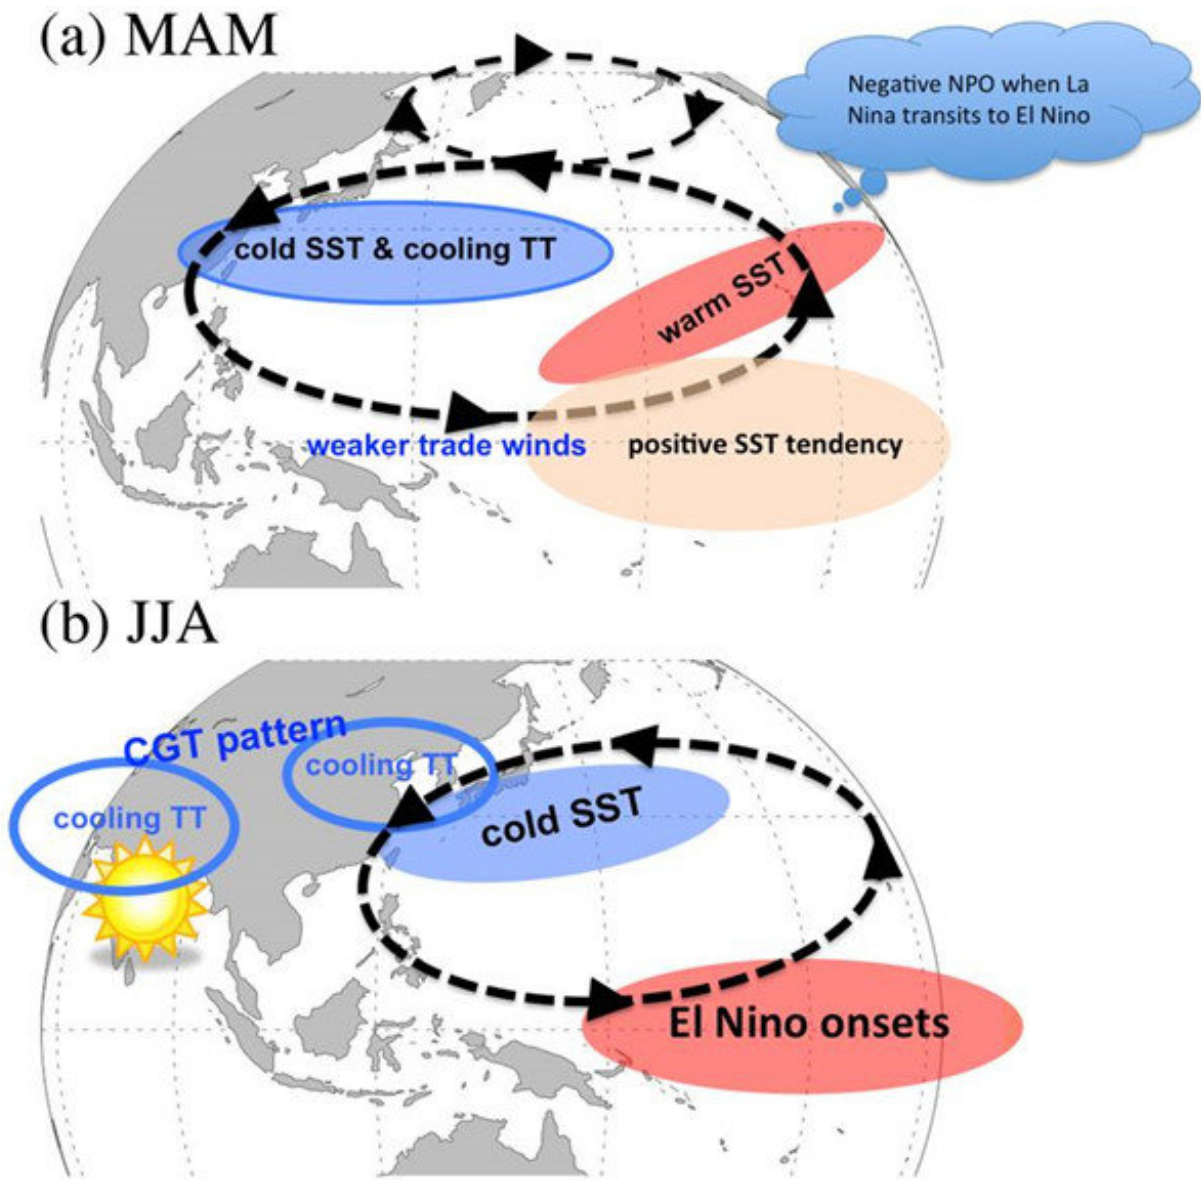 (a) MAM
Negative NPO when La
Nina transits to El Nino
cold SST & cooling TT
warm SST
weaker trade winds
positive SST tendency
(b) JJA
CGT pattern
cooling TT
cooling TT
cold SST
El Nino onsets